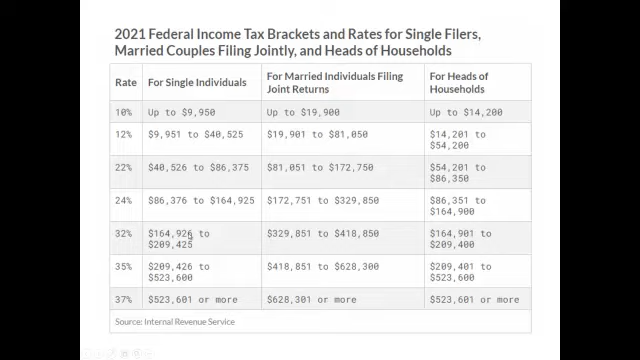 2021 Federal Income Tax Brackets and Rates for Single Filers,
Married Couples Filing Jointly, and Heads of Households
Rate For Single Individuals For Married Individuals Filing Joint Returns For Heads of Households
10% Up to $9,950 Up to $19,900 Up to $14,200
12% $9,951 to $40,525 $19,901 to $81,050 $14,201 to $54,200
22% $40,526 to $86,375 $81,051 to $172,750 $54,201 to $86,350
24% $86,376 to $164,925 $172,751 to $329,850 $86,351 to $164,900
32% $164,926 to $209,425 $329,851 to $418,850 $164,901 to $209,400
35% $209,426 to $523,600 $418,851 to $628,300 $209,401 to $523,600
37% $523,601 or more $628,301 or more $523,601 or more
Source: Internal Revenue Service